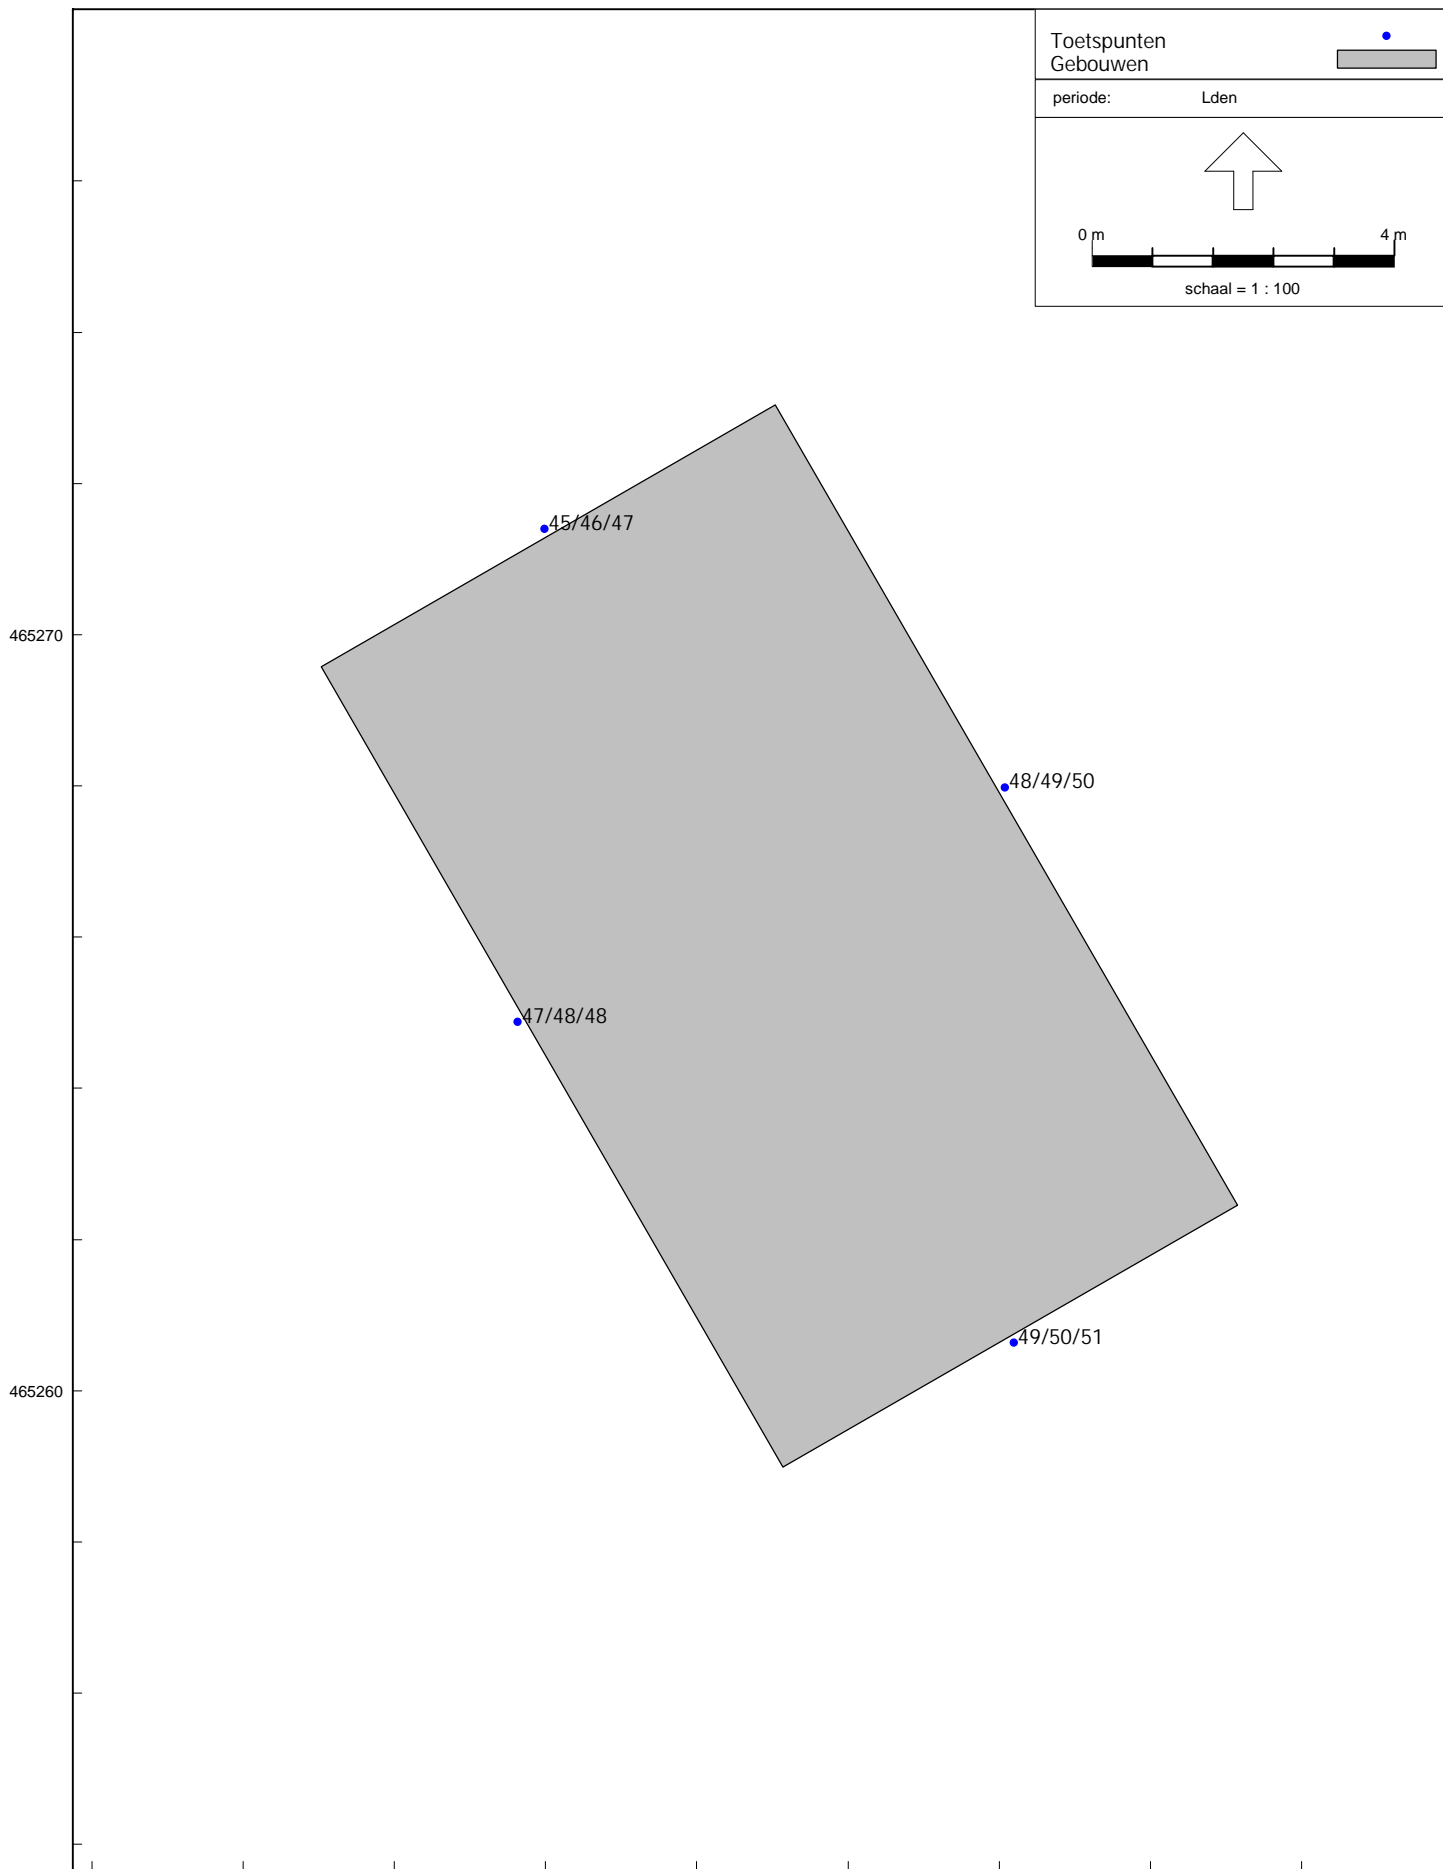 Toetspunten
Gebouwen
periode: Lden
0 m 4 m
schaal = 1 : 100
45/46/47
465270
48/49/50
47/48/48
49/50/51
465260